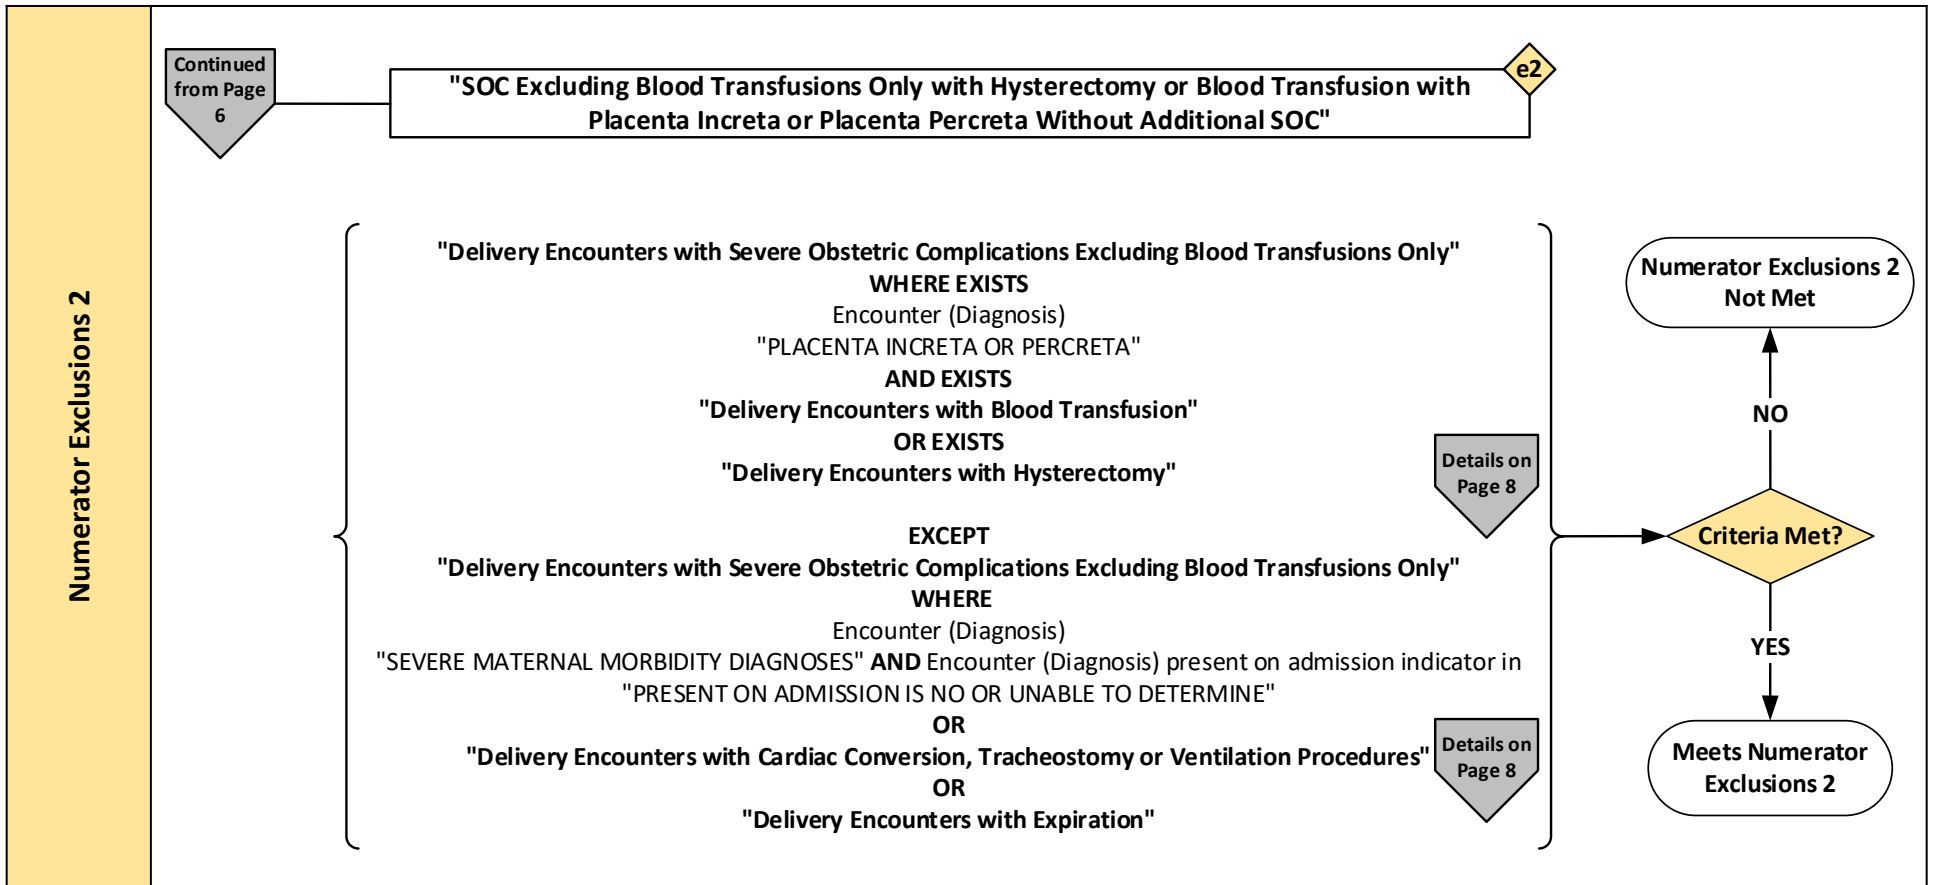 Numerator Exclusions 2
Continued
from Page
6
"SOC Excluding Blood Transfusions Only with Hysterectomy or Blood Transfusion with
Placenta Increta or Placenta Percreta Without Additional SOC"
e2
"Delivery Encounters with Severe Obstetric Complications Excluding Blood Transfusions Only"
WHERE EXISTS
Encounter (Diagnosis)
"PLACENTA INCRETA OR PERCRETA"
AND EXISTS
"Delivery Encounters with Blood Transfusion"
OR EXISTS
"Delivery Encounters with Hysterectomy"
Details on
Page 8
EXCEPT
"Delivery Encounters with Severe Obstetric Complications Excluding Blood Transfusions Only"
WHERE
Encounter (Diagnosis)
"SEVERE MATERNAL MORBIDITY DIAGNOSES" AND Encounter (Diagnosis) present on admission indicator in
"PRESENT ON ADMISSION IS NO OR UNABLE TO DETERMINE"
OR
"Delivery Encounters with Cardiac Conversion, Tracheostomy or Ventilation Procedures"
OR
"Delivery Encounters with Expiration"
Details on
Page 8
Numerator Exclusions 2
Not Met
NO
Criteria Met?
YES
Meets Numerator
Exclusions 2